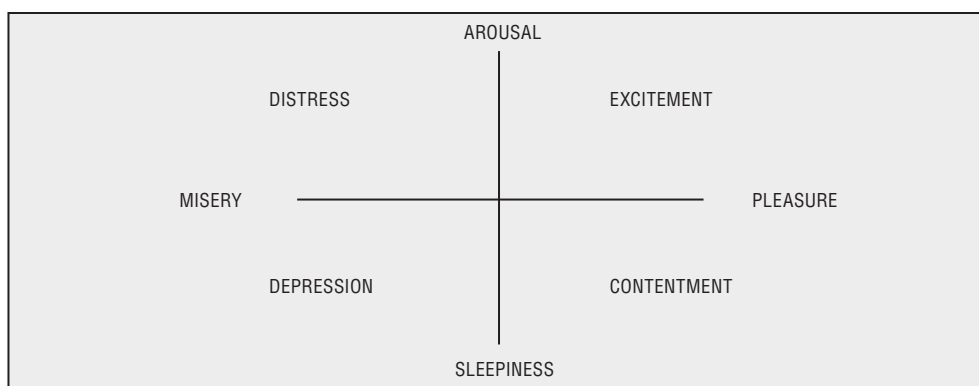 AROUSAL
DISTRESS EXCITEMENT
MISERY PLEASURE
DEPRESSION CONTENTMENT
SLEEPINESS